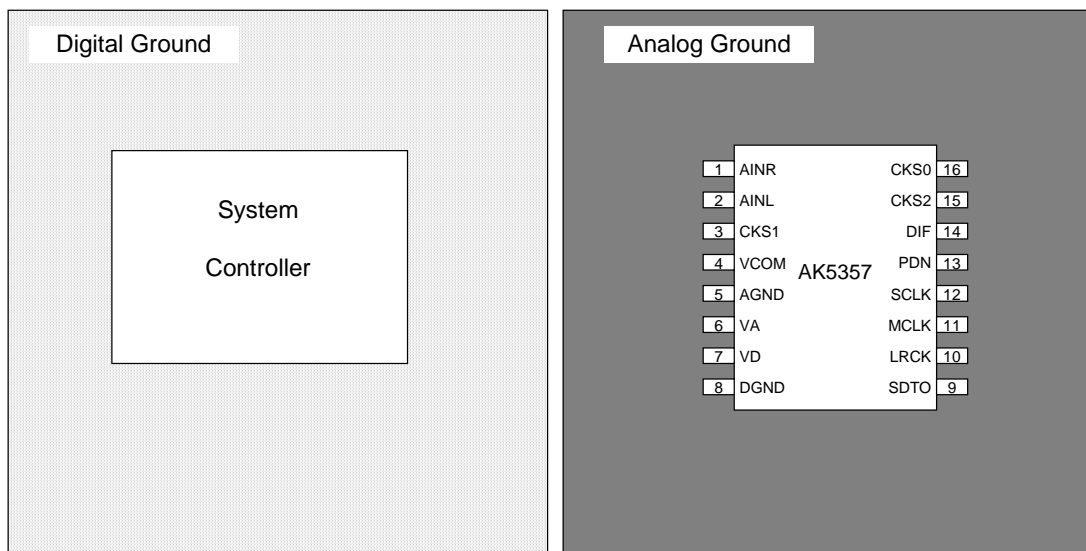 Digital Ground
Analog Ground
System
Controller
1 AINR
2 AINL
3 CKS1
4 VCOM
5 AGND
6 VA
7 VD
8 DGND
AK5357
CKS0 16
CKS2 15
DIF 14
PDN 13
SCLK 12
MCLK 11
LRCK 10
SDTO 9